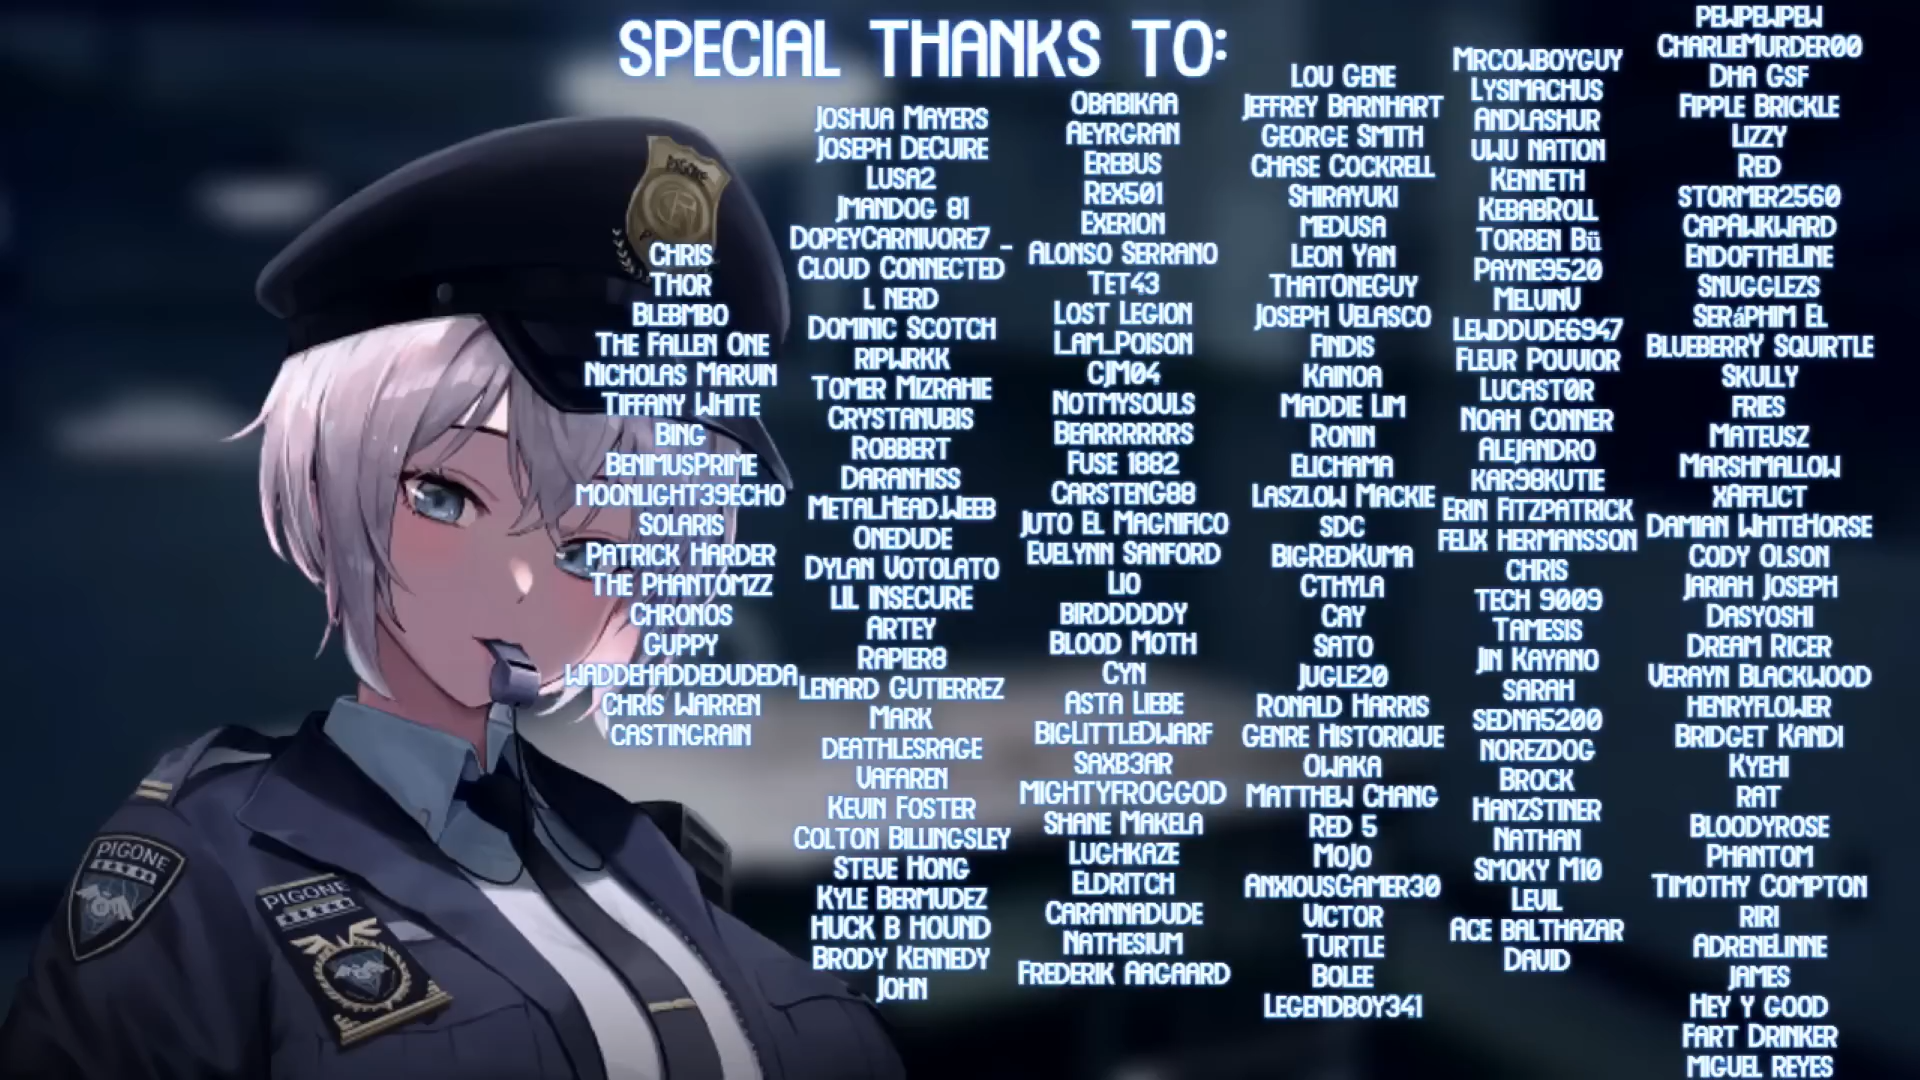 SPECIAL THANKS TO:
CHRIS
THOR
BLEBMBO
THE FALLEN ONE
NICHOLAS MARVIN
TIFFANY WHITE
BING
BENIMUSPRIME
MOONLIGHT39ECHO
SOLARIS
PATRICK HARDER
THE PHANTOMZZ
CHRONOS
GUPPY
WADDEHADDEDUDEDA
CHRIS WARREN
CASTINGRAIN
JOSHUA MAYERS
JOSEPH DECUIRE
LUSA2
JMANDOG 81
DOPEYCARNIVORE7 _
CLOUD CONNECTED
L NERD
DOMINIC SCOTCH
RIPWRKK
TOMER MIZRAHIE
CRYSTANUBIS
ROBBERT
DARANHISS
METAL.HEAD.WEEB
ONEDUDE
DYLAN VOTOLATO
LIL INSECURE
ARTEY
RAPIER8
LENARD GUTIERREZ
MARK
DEATHLESRAGE
VAFAREN
KEVIN FOSTER
COLTON BILLINGSLEY
STEVE HONG
KYLE BERMUDEZ
HUCK B HOUND
BRODY KENNEDY
JOHN
OBABIKAA
AEYRGRAN
EREBUS
REX501
EXERION
ALONSO SERRANO
TET43
LOST LEGION
I_AM_POISON
CJM04
NOTMYSOULS
BEARRRRRRS
FUSE 1882
CARSTENG88
JUTO EL MAGNIFICO
EVELYNN SANFORD
LIO
BIRDDDDDY
BLOOD MOTH
CYN
ASTA LIEBE
BIGLITTLEDWARF
SAXB3AR
MIGHTYFROGGOD
SHANE MAKELA
LUGHKAZE
ELDRITCH
CARANNADUDE
NATHESIUM
FREDERIK AAGAARD
LOU GENE
JEFFREY BARNHART
GEORGE SMITH
CHASE COCKRELL
SHIRAYUKI
MEDUSA
LEON YAN
THATONEGUY
JOSEPH VELASCO
FINDIS
KAINOA
MADDIE LIM
RONIN
ELICHAMA
LASZLOW MACKIE
SDC
BIGREDKUMA
CTHYLA
CAY
SATO
JUGLE20
RONALD HARRIS
GENRE HISTORIQUE
OWAKA
MATTHEW CHANG
RED 5
MOJO
ANXIOUSGAMER30
VICTOR
TURTLE
BOLEE
LEGENDBOY341
MRCOWBOYGUY
LYSIMACHUS
ANDLASHUR
UWU NATION
KENNETH
KEBABROLL
TORBEN Bü
PAYNE9520
MELVINV
LEWDDUDE6947
FLEUR POUVIOR
LUCAST0R
NOAH CONNER
ALEJANDRO
KAR98KUTIE
ERIN FITZPATRICK
FELIX HERMANSSON
CHRIS
TECH 9009
TAMESIS
JIN KAYANO
SARAH
SEDNA5200
NOREZDOG
BROCK
HANZSTINER
NATHAN
SMOKY M10
LEVIL
ACE BALTHAZAR
DAVID
PEWPEWPEW
CHARLIEMURDER00
DHA GSF
FIPPLE BRICKLE
LIZZY
RED
STORMER2560
CAPAWKWARD
ENDOFTHELINE
SNUGGLEZS
SERáPHIM EL
BLUEBERRY SQUIRTLE
SKULLY
FRIES
MATEUSZ
MARSHMALLOW
XAFFLICT
DAMIAN WHITEHORSE
CODY OLSON
JARIAH JOSEPH
DASYOSHI
DREAM RICER
VERAYN BLACKWOOD
HENRYFLOWER
BRIDGET KANDI
KYEHI
RAT
BLOODYROSE
PHANTOM
TIMOTHY COMPTON
RIRI
ADRENELINNE
JAMES
HEY Y GOOD
FART DRINKER
MIGUEL REYES
PIGONE
PIGONE
PIGONE